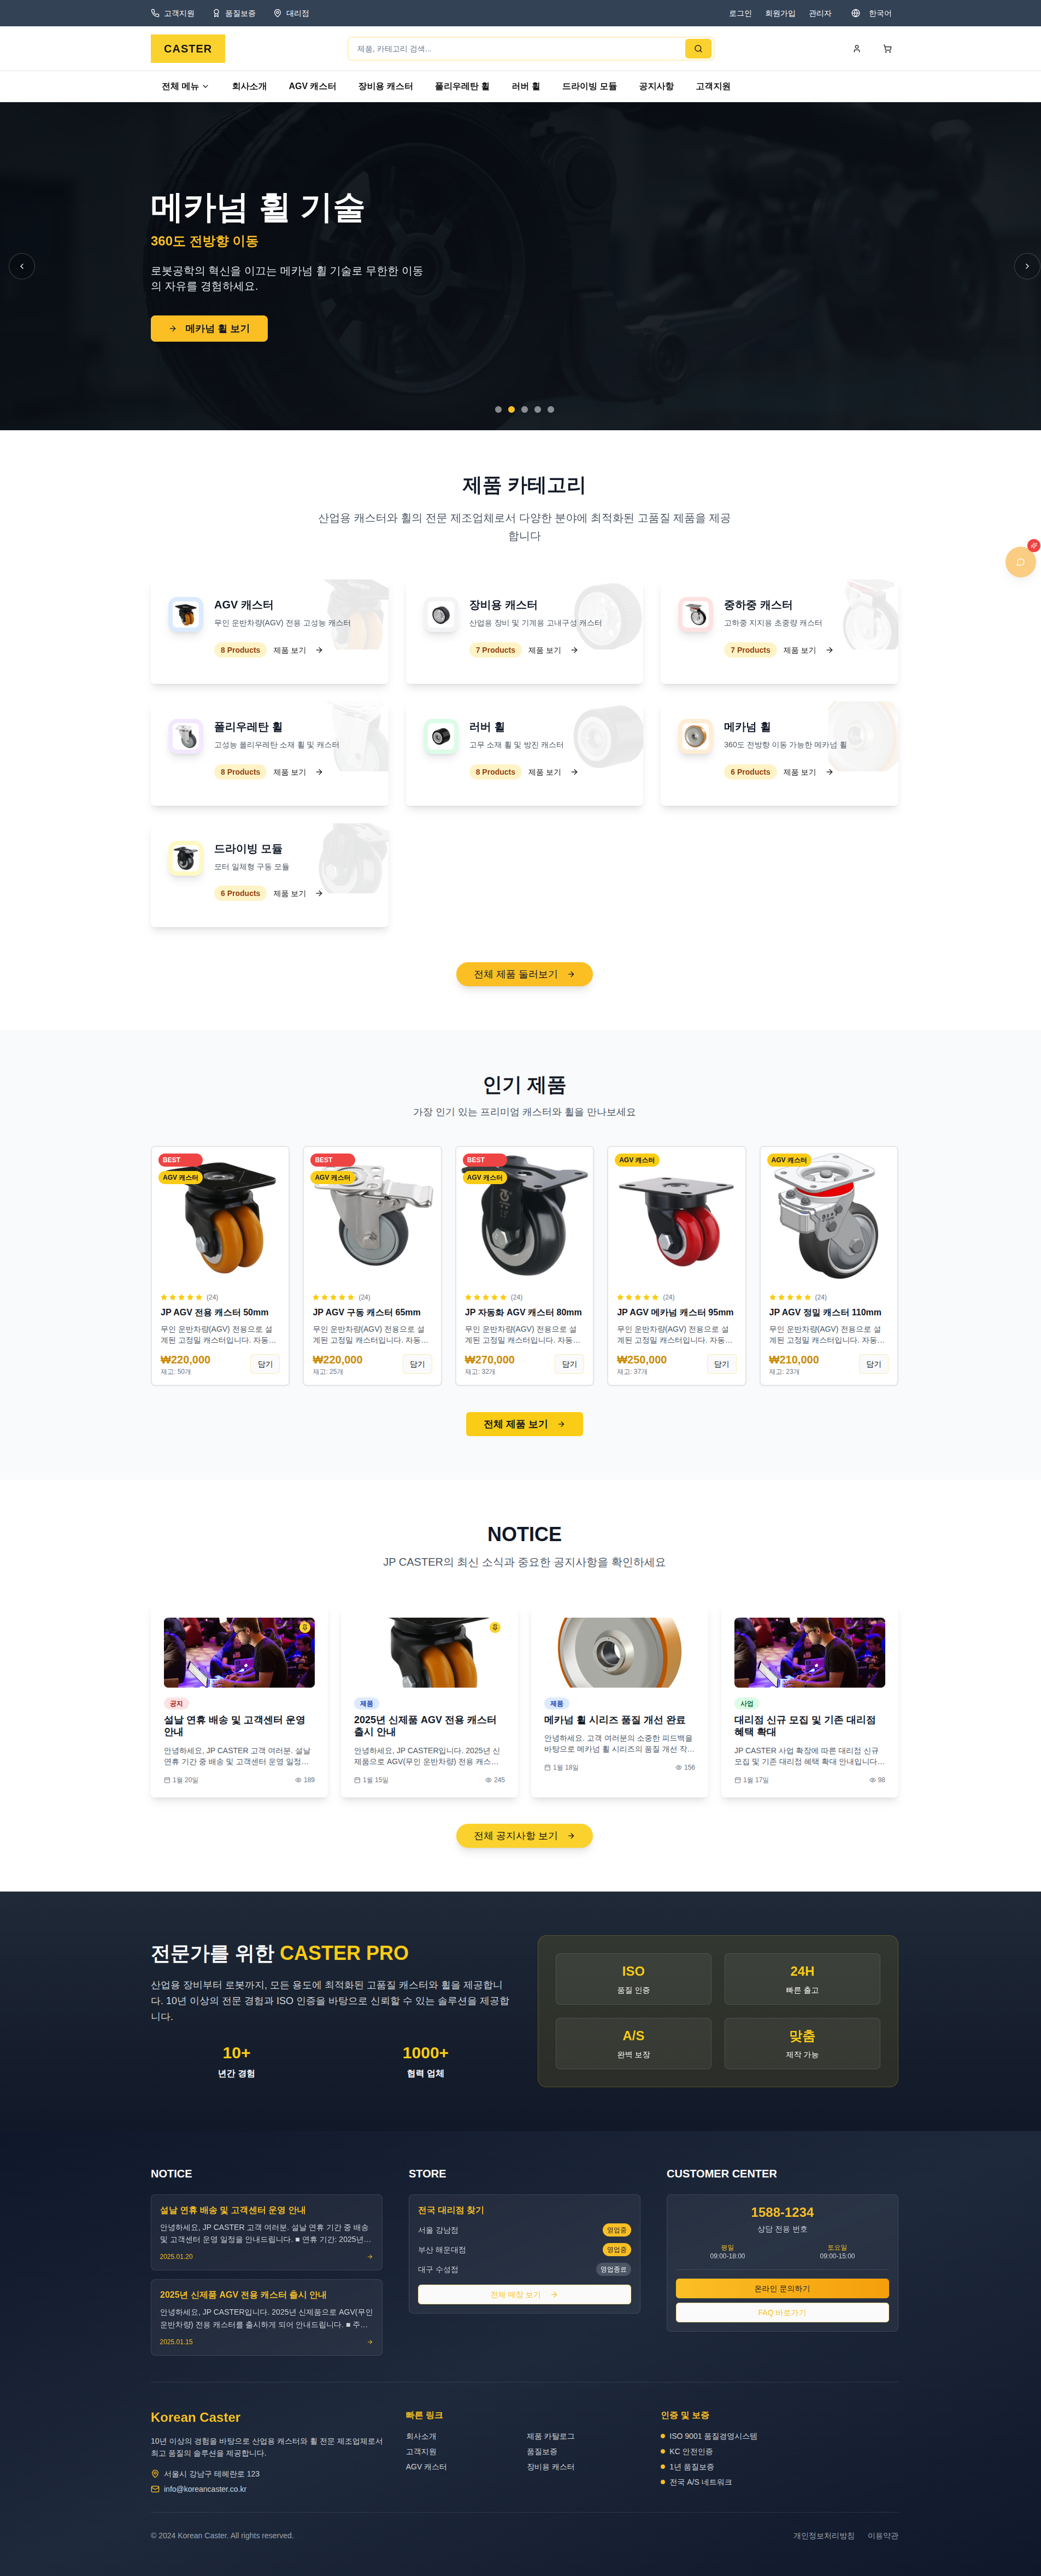 고객지원
품질보증
대리점
로그인
회원가입
관리자
한국어
CASTER
제품, 카테고리 검색...
전체 메뉴
회사소개
AGV 캐스터
장비용 캐스터
폴리우레탄 휠
러버 휠
드라이빙 모듈
공지사항
고객지원
메카넘 휠 기술
360도 전방향 이동
로봇공학의 혁신을 이끄는 메카넘 휠 기술로 무한한 이동
의 자유를 경험하세요.
메카넘 휠 보기
제품 카테고리
산업용 캐스터와 휠의 전문 제조업체로서 다양한 분야에 최적화된 고품질 제품을 제공
합니다
AGV 캐스터
무인 운반차량(AGV) 전용 고성능 캐스터
8 Products
제품 보기
장비용 캐스터
산업용 장비 및 기계용 고내구성 캐스터
7 Products
제품 보기
중하중 캐스터
고하중 지지용 초중량 캐스터
7 Products
제품 보기
폴리우레탄 휠
고성능 폴리우레탄 소재 휠 및 캐스터
8 Products
제품 보기
러버 휠
고무 소재 휠 및 방진 캐스터
8 Products
제품 보기
메카넘 휠
360도 전방향 이동 가능한 메카넘 휠
6 Products
제품 보기
드라이빙 모듈
모터 일체형 구동 모듈
6 Products
제품 보기
전체 제품 둘러보기
인기 제품
가장 인기 있는 프리미엄 캐스터와 휠을 만나보세요
BEST
AGV 캐스터
(24)
JP AGV 전용 캐스터 50mm
무인 운반차량(AGV) 전용으로 설
계된 고정밀 캐스터입니다. 자동...
₩220,000
재고: 50개
담기
BEST
AGV 캐스터
(24)
JP AGV 구동 캐스터 65mm
무인 운반차량(AGV) 전용으로 설
계된 고정밀 캐스터입니다. 자동...
₩220,000
재고: 25개
담기
BEST
AGV 캐스터
(24)
JP 자동화 AGV 캐스터 80mm
무인 운반차량(AGV) 전용으로 설
계된 고정밀 캐스터입니다. 자동...
₩270,000
재고: 32개
담기
AGV 캐스터
(24)
JP AGV 메카넘 캐스터 95mm
무인 운반차량(AGV) 전용으로 설
계된 고정밀 캐스터입니다. 자동...
₩250,000
재고: 37개
담기
AGV 캐스터
(24)
JP AGV 정밀 캐스터 110mm
무인 운반차량(AGV) 전용으로 설
계된 고정밀 캐스터입니다. 자동...
₩210,000
재고: 23개
담기
전체 제품 보기
NOTICE
JP CASTER의 최신 소식과 중요한 공지사항을 확인하세요
공지
설날 연휴 배송 및 고객센터 운영
안내
안녕하세요, JP CASTER 고객 여러분. 설날
연휴 기간 중 배송 및 고객센터 운영 일정...
1월 20일
189
제품
2025년 신제품 AGV 전용 캐스터
출시 안내
안녕하세요, JP CASTER입니다. 2025년 신
제품으로 AGV(무인 운반차량) 전용 캐스...
1월 15일
245
제품
메카넘 휠 시리즈 품질 개선 완료
안녕하세요. 고객 여러분의 소중한 피드백을
바탕으로 메카넘 휠 시리즈의 품질 개선 작...
1월 18일
156
사업
대리점 신규 모집 및 기존 대리점
혜택 확대
JP CASTER 사업 확장에 따른 대리점 신규
모집 및 기존 대리점 혜택 확대 안내입니다...
1월 17일
98
전체 공지사항 보기
전문가를 위한 CASTER PRO
산업용 장비부터 로봇까지, 모든 용도에 최적화된 고품질 캐스터와 휠을 제공합니
다. 10년 이상의 전문 경험과 ISO 인증을 바탕으로 신뢰할 수 있는 솔루션을 제공합
니다.
10+
년간 경험
1000+
협력 업체
ISO
품질 인증
24H
빠른 출고
A/S
완벽 보장
맞춤
제작 가능
NOTICE
설날 연휴 배송 및 고객센터 운영 안내
안녕하세요, JP CASTER 고객 여러분. 설날 연휴 기간 중 배송
및 고객센터 운영 일정을 안내드립니다. ■ 연휴 기간: 2025년...
2025.01.20
2025년 신제품 AGV 전용 캐스터 출시 안내
안녕하세요, JP CASTER입니다. 2025년 신제품으로 AGV(무인
운반차량) 전용 캐스터를 출시하게 되어 안내드립니다. ■ 주...
2025.01.15
STORE
전국 대리점 찾기
서울 강남점
영업중
부산 해운대점
영업중
대구 수성점
영업종료
전체 매장 보기
CUSTOMER CENTER
1588-1234
상담 전용 번호
평일
09:00-18:00
토요일
09:00-15:00
온라인 문의하기
FAQ 바로가기
Korean Caster
10년 이상의 경험을 바탕으로 산업용 캐스터와 휠 전문 제조업체로서
최고 품질의 솔루션을 제공합니다.
서울시 강남구 테헤란로 123
info@koreancaster.co.kr
빠른 링크
회사소개
제품 카탈로그
고객지원
품질보증
AGV 캐스터
장비용 캐스터
인증 및 보증
ISO 9001 품질경영시스템
KC 안전인증
1년 품질보증
전국 A/S 네트워크
© 2024 Korean Caster. All rights reserved.
개인정보처리방침
이용약관